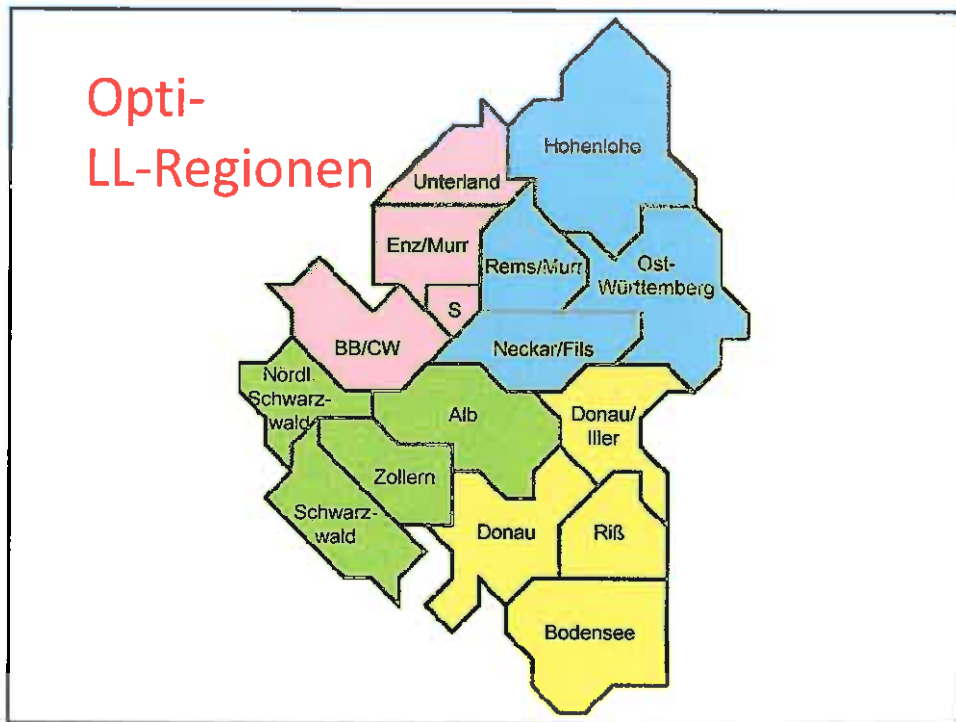 Opti-
LL-Regionen
Hohenlohe
Unterland
Enz/Murr
Rems/Murr
Ost-
Württemberg
S
BB/CW
Neckar/Fils
Nördl.
Schwarz-
wald
Alb
Donau/
Iller
Zollern
Schwarz-
wald
Donau
Riß
Bodensee